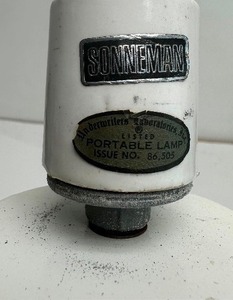 SONNEMAN
Underwriters' Laboratories, Inc.
LISTED
PORTABLE LAMP
ISSUE NO. 86,505